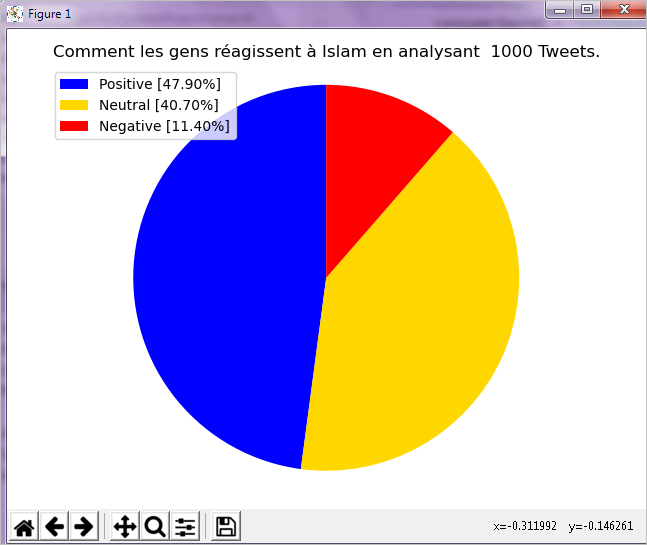 Figure 1
Comment les gens réagissent à Islam en analysant  1000 Tweets.
Positive [47.90%]
Neutral [40.70%]
Negative [11.40%]
x=-0.311992 y=-0.146261